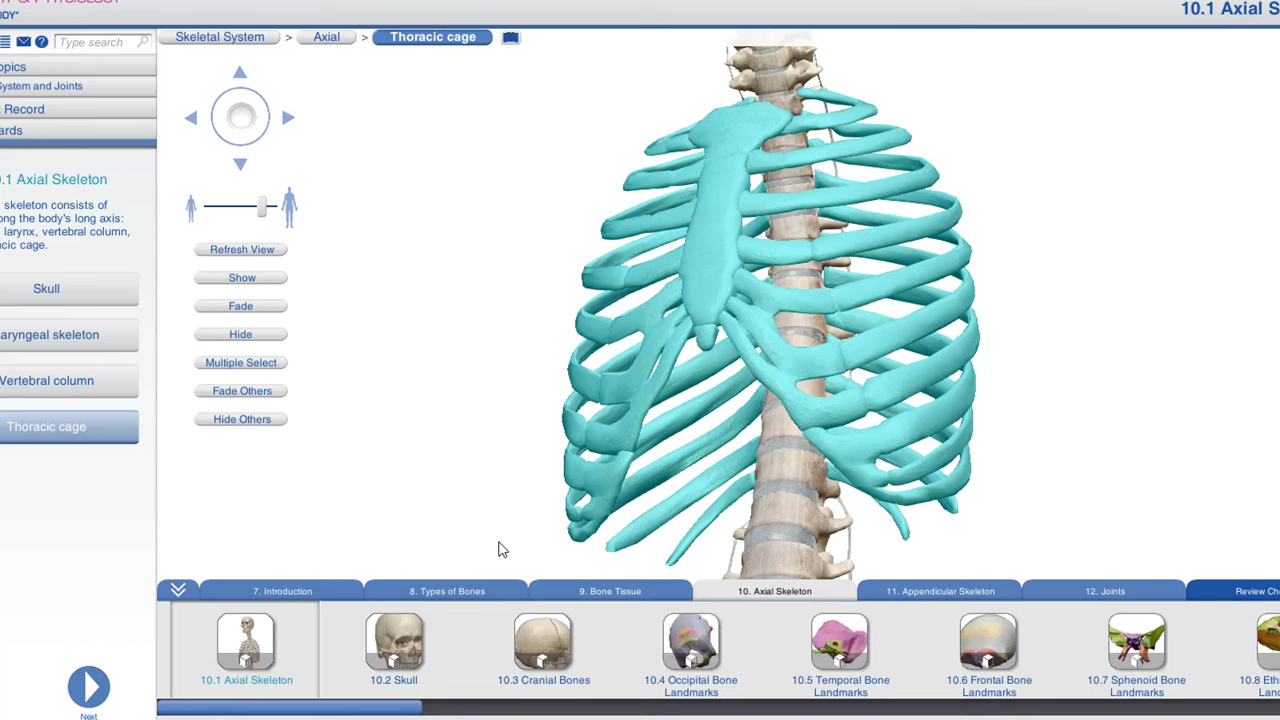 10.1 Axial S
ODY*
Type search
Skeletal System > Axial > Thoracic cage
opics
System and Joints
Record
ards
.1 Axial Skeleton
skeleton consists of
ong the body's long axis:
larynx, vertebral column,
cic cage.
Skull
aryngeal skeleton
Vertebral column
Thoracic cage
Next
Refresh View
Show
Fade
Hide
Multiple Select
Fade Others
Hide Others
7. Introduction
8. Types of Bones
9. Bone Tissue
10. Axial Skeleton
11. Appendicular Skeleton
12. Joints
Review Ch
10.1 Axial Skeleton
10.2 Skull
10.3 Cranial Bones
10.4 Occipital Bone
Landmarks
10.5 Temporal Bone
Landmarks
10.6 Frontal Bone
Landmarks
10.7 Sphenoid Bone
Landmarks
10.8 Eth
Land